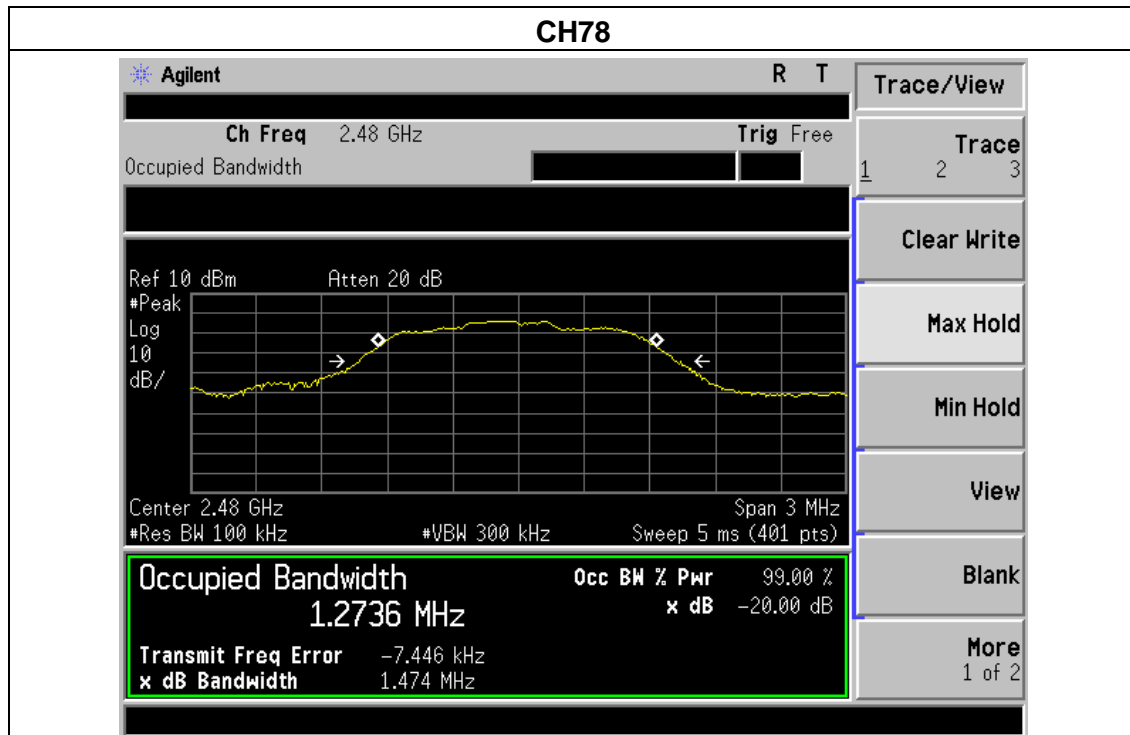 CH78
Agilent R T
Trace/View
Ch Freq 2.48 GHz Trig Free
Occupied Bandwidth
Trace
1 2 3
Clear Write
Ref 10 dBm Atten 20 dB
#Peak
Log
10
dB/
Max Hold
Min Hold
View
Center 2.48 GHz Span 3 MHz
#Res BW 100 kHz #VBW 300 kHz Sweep 5 ms (401 pts)
Occupied Bandwidth Occ BW % Pwr 99.00 %
1.2736 MHz x dB -20.00 dB
Blank
Transmit Freq Error -7.446 kHz
x dB Bandwidth 1.474 MHz
More
1 of 2